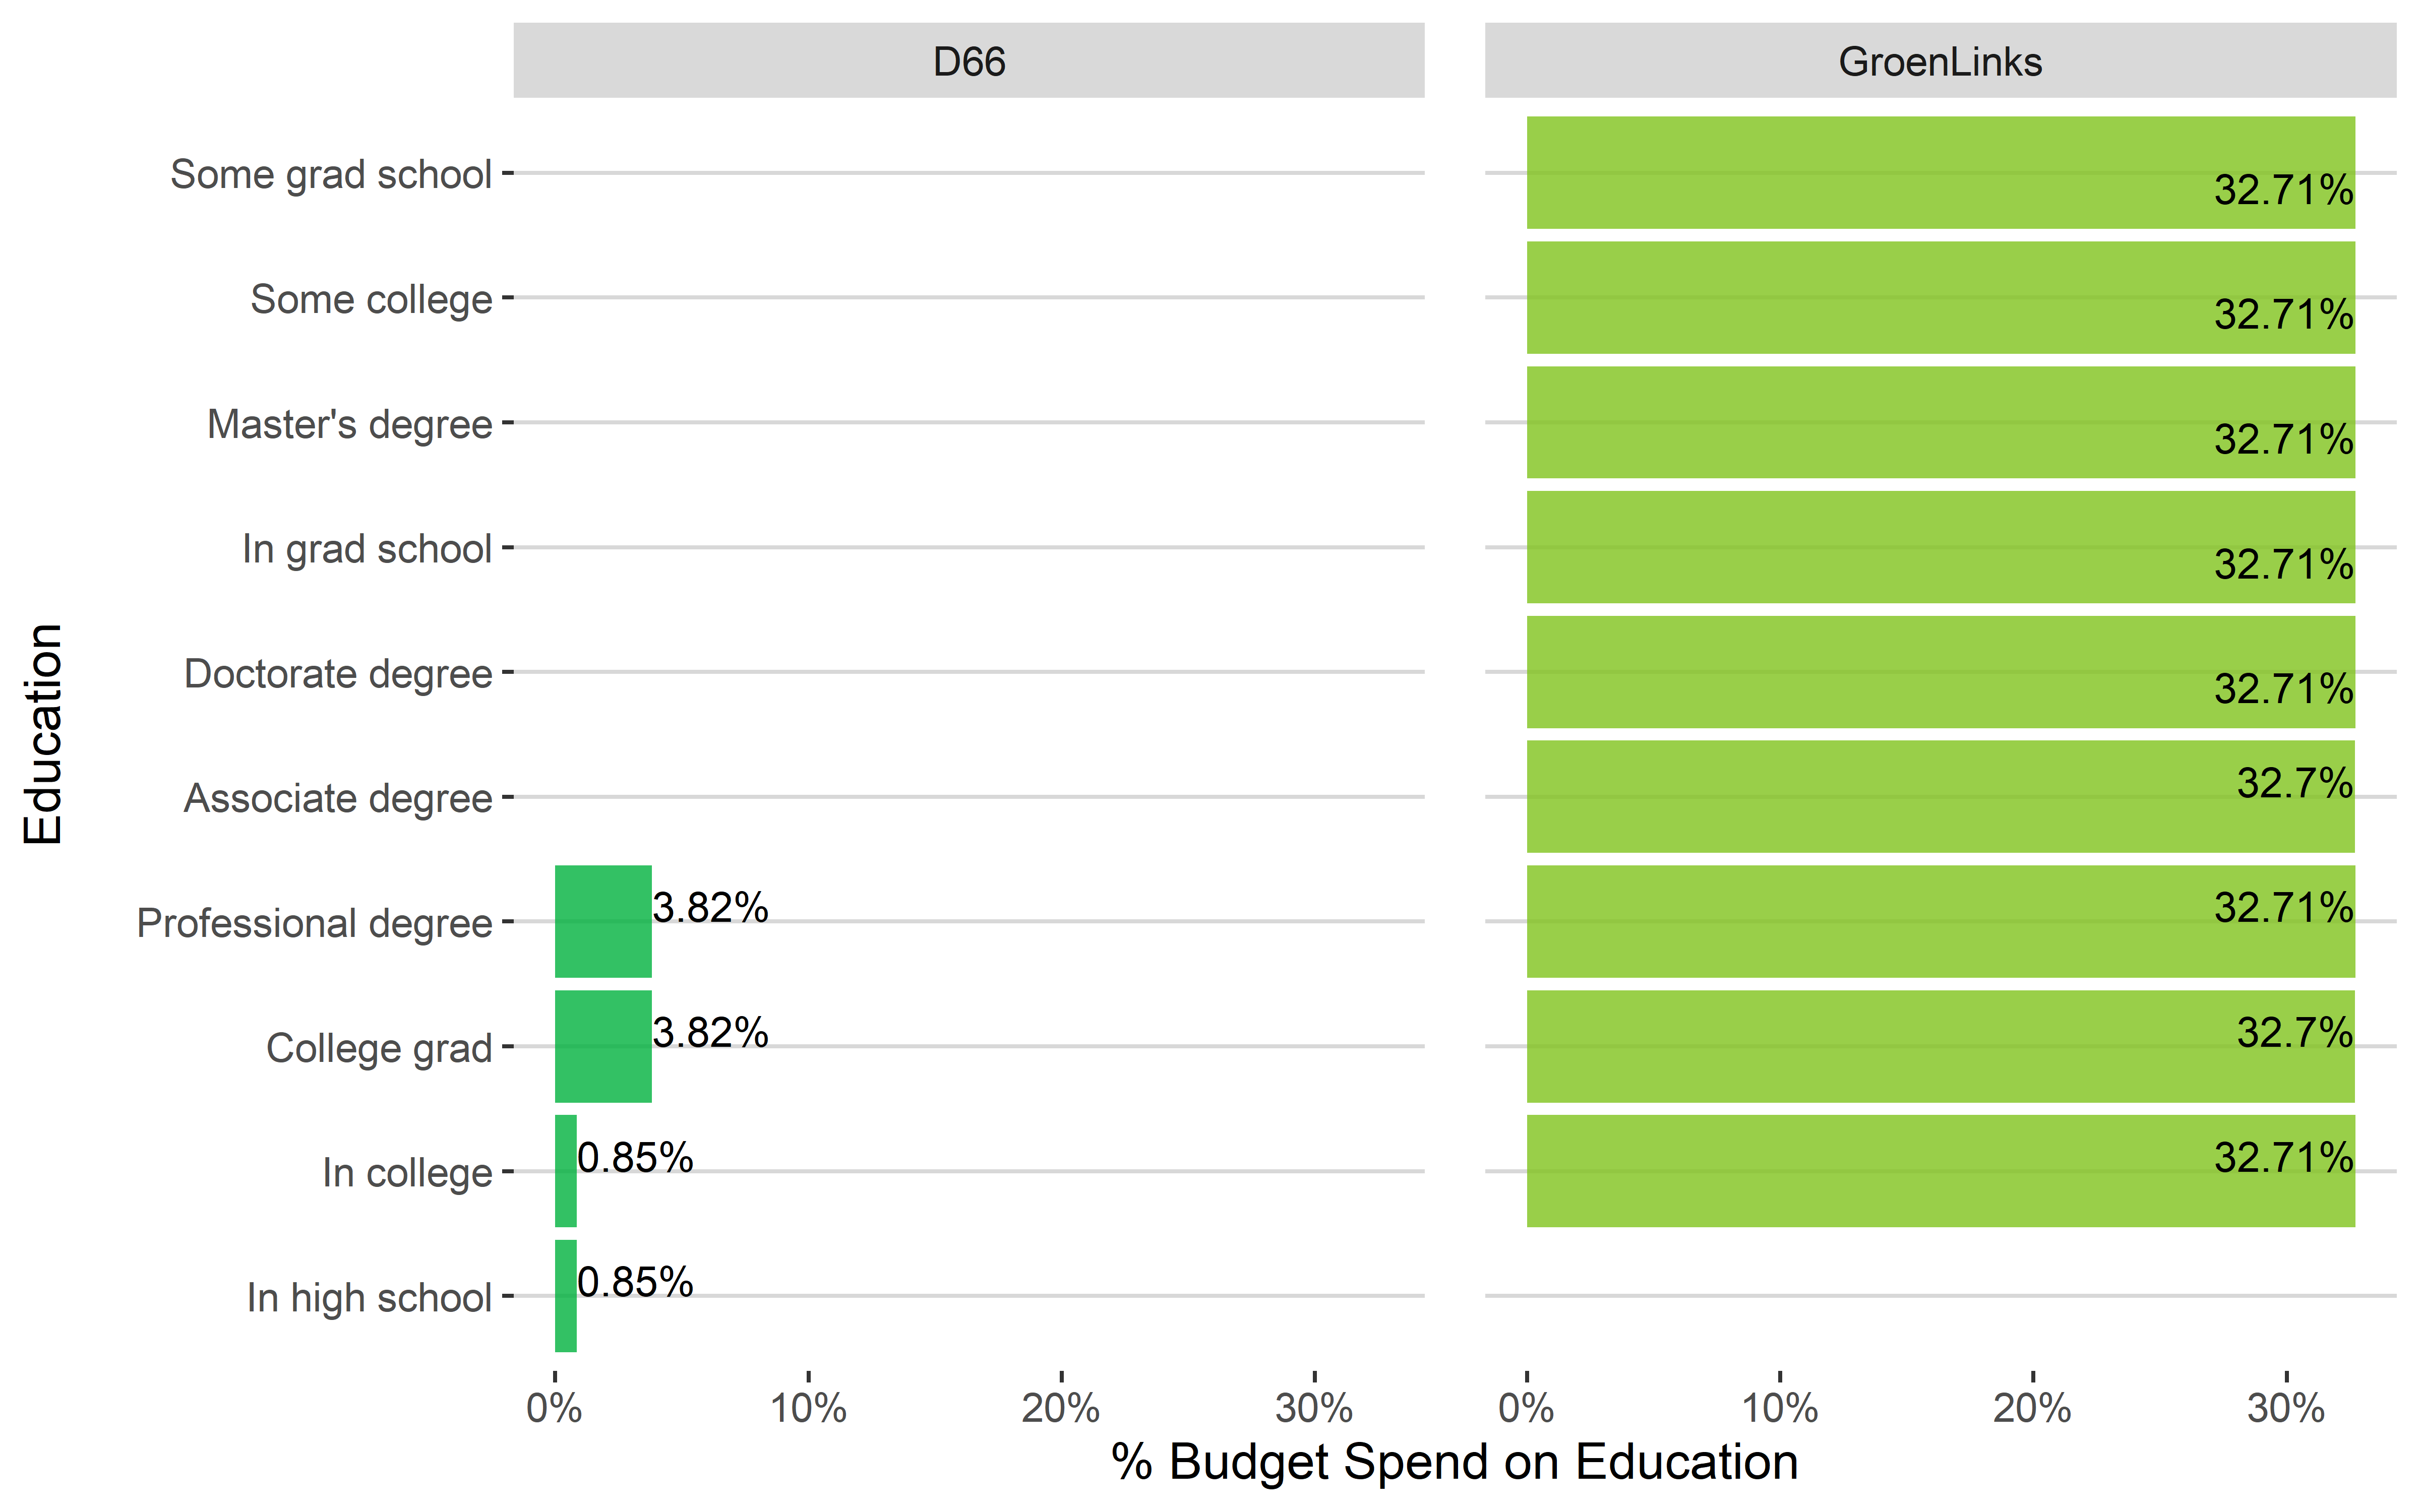 D66
GroenLinks
Some grad school
32.71%
Some college
32.71%
Master's degree
32.71%
In grad school
32.71%
Doctorate degree
32.71%
Associate degree
32.7%
Professional degree
3.82%
32.71%
College grad
3.82%
32.7%
In college
0.85%
32.71%
In high school
0.85%
Education
0% 10% 20% 30%
0% 10% 20% 30%
% Budget Spend on Education